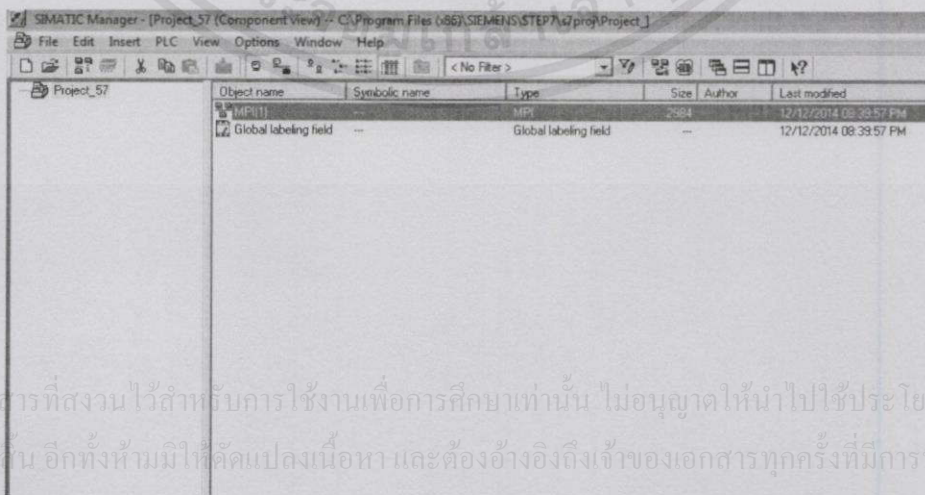 SIMATIC Manager - [Project_57 (Component view) -- C:\Program Files (x86)\SIEMENS\STEP7\s7proj\Project_]
File Edit Insert PLC View Options Window Help
< No Filter >
Project_57
Object name Symbolic name Type Size Author Last modified
MPI(1) --- MPI 2984 12/12/2014 08:39:57 PM
Global labeling field --- Global labeling field --- 12/12/2014 08:39:57 PM
สารที่สงวนไว้สำหรับการใช้งานเพื่อการศึกษาเท่านั้น ไม่อนุญาตให้นำไปใช้ประโย
สิ้น อีกทั้งห้ามมิให้คัดแปลงเนื้อหา และต้องอ้างอิงถึงเจ้าของเอกสารทุกครั้งที่มีการ